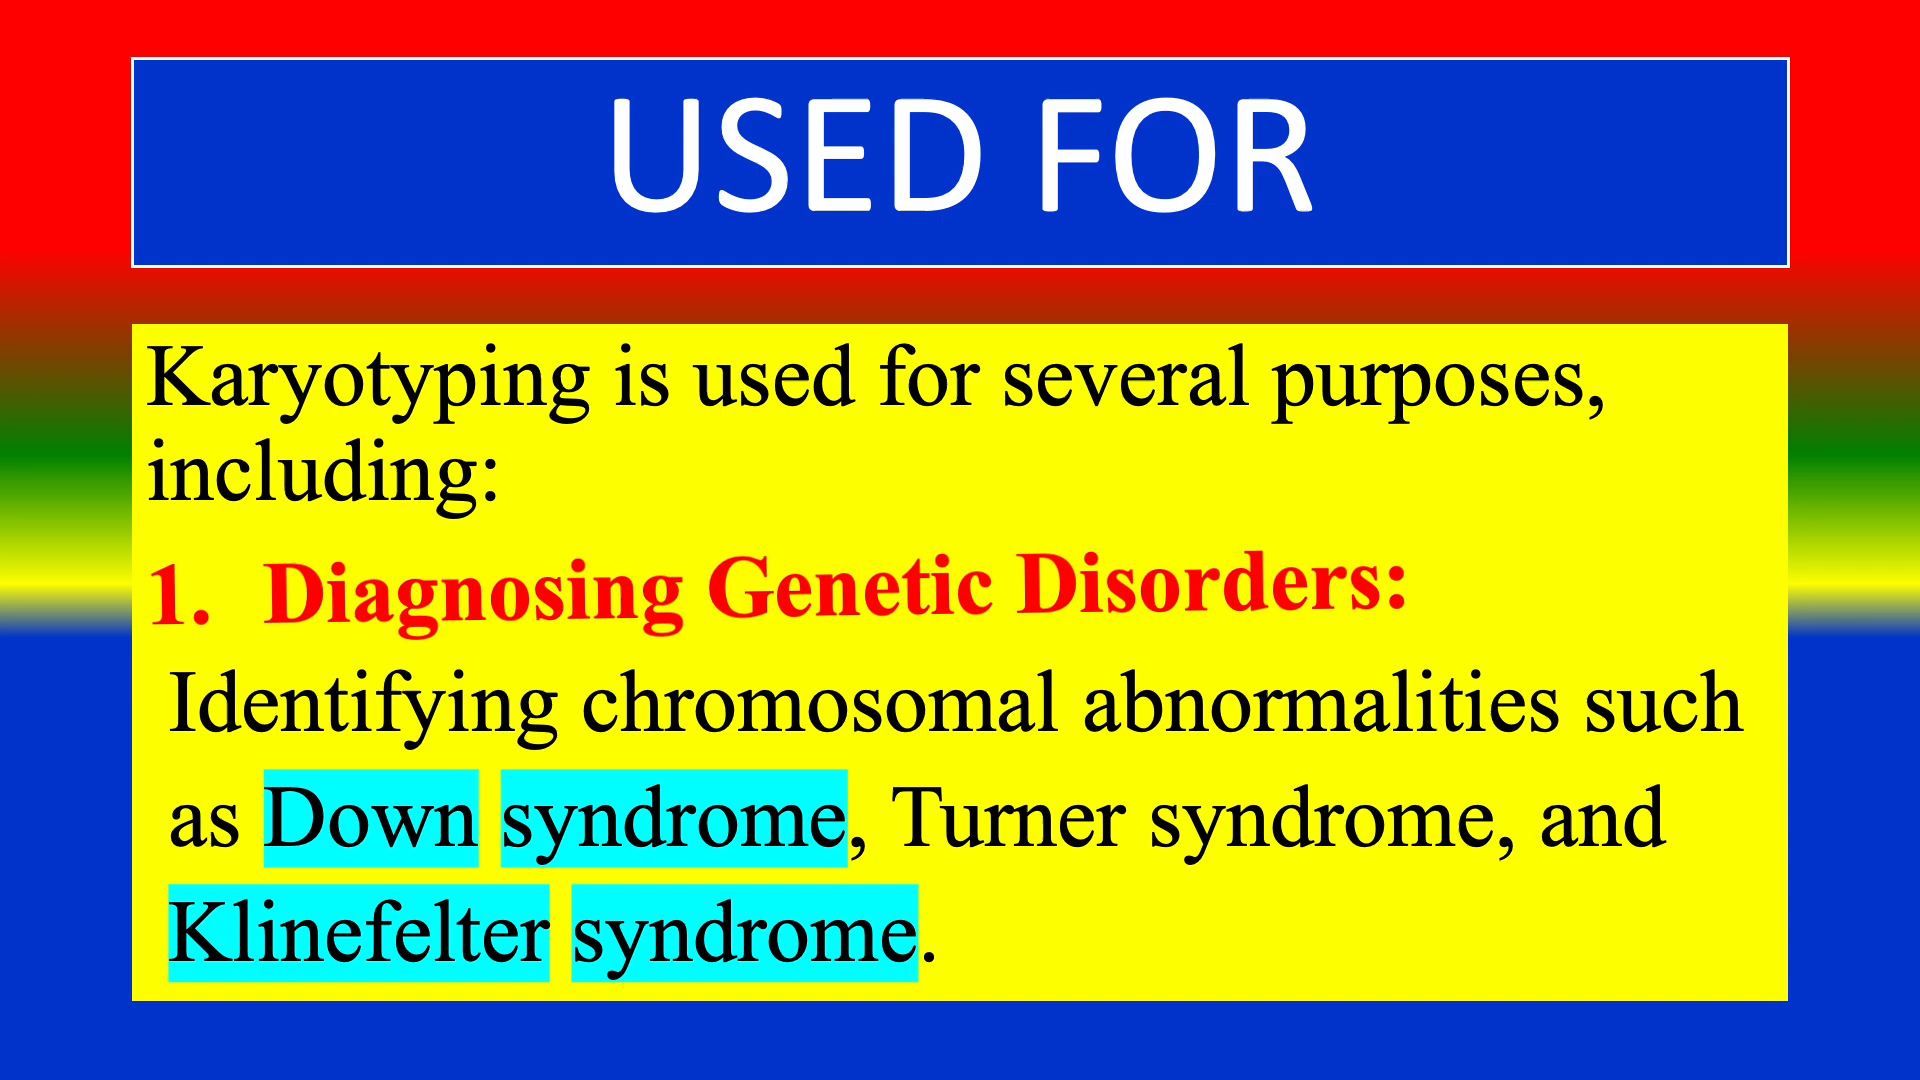 USED FOR
Karyotyping is used for several purposes,
including:
1. Diagnosing Genetic Disorders:
Identifying chromosomal abnormalities such
as Down syndrome, Turner syndrome, and
Klinefelter syndrome.